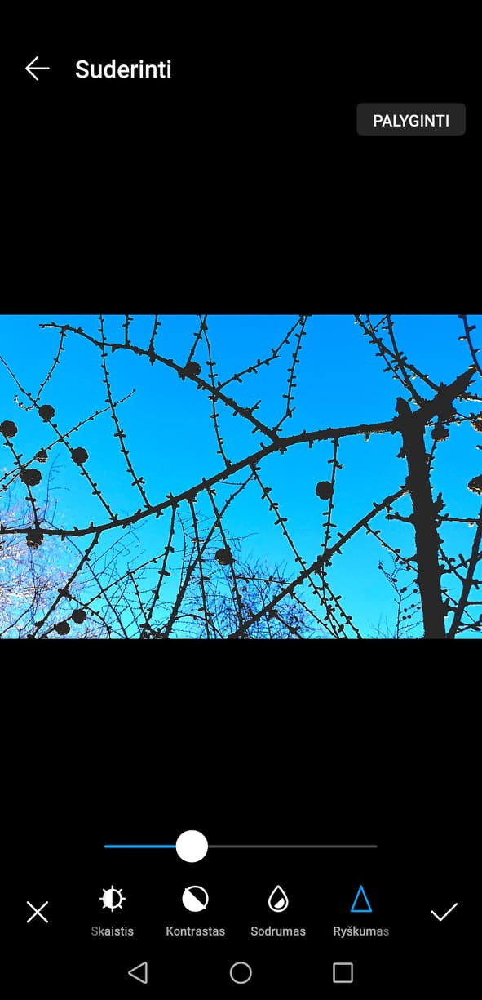 Suderinti
PALYGINTI
Skaistis
Kontrastas
Sodrumas
Ryškumas